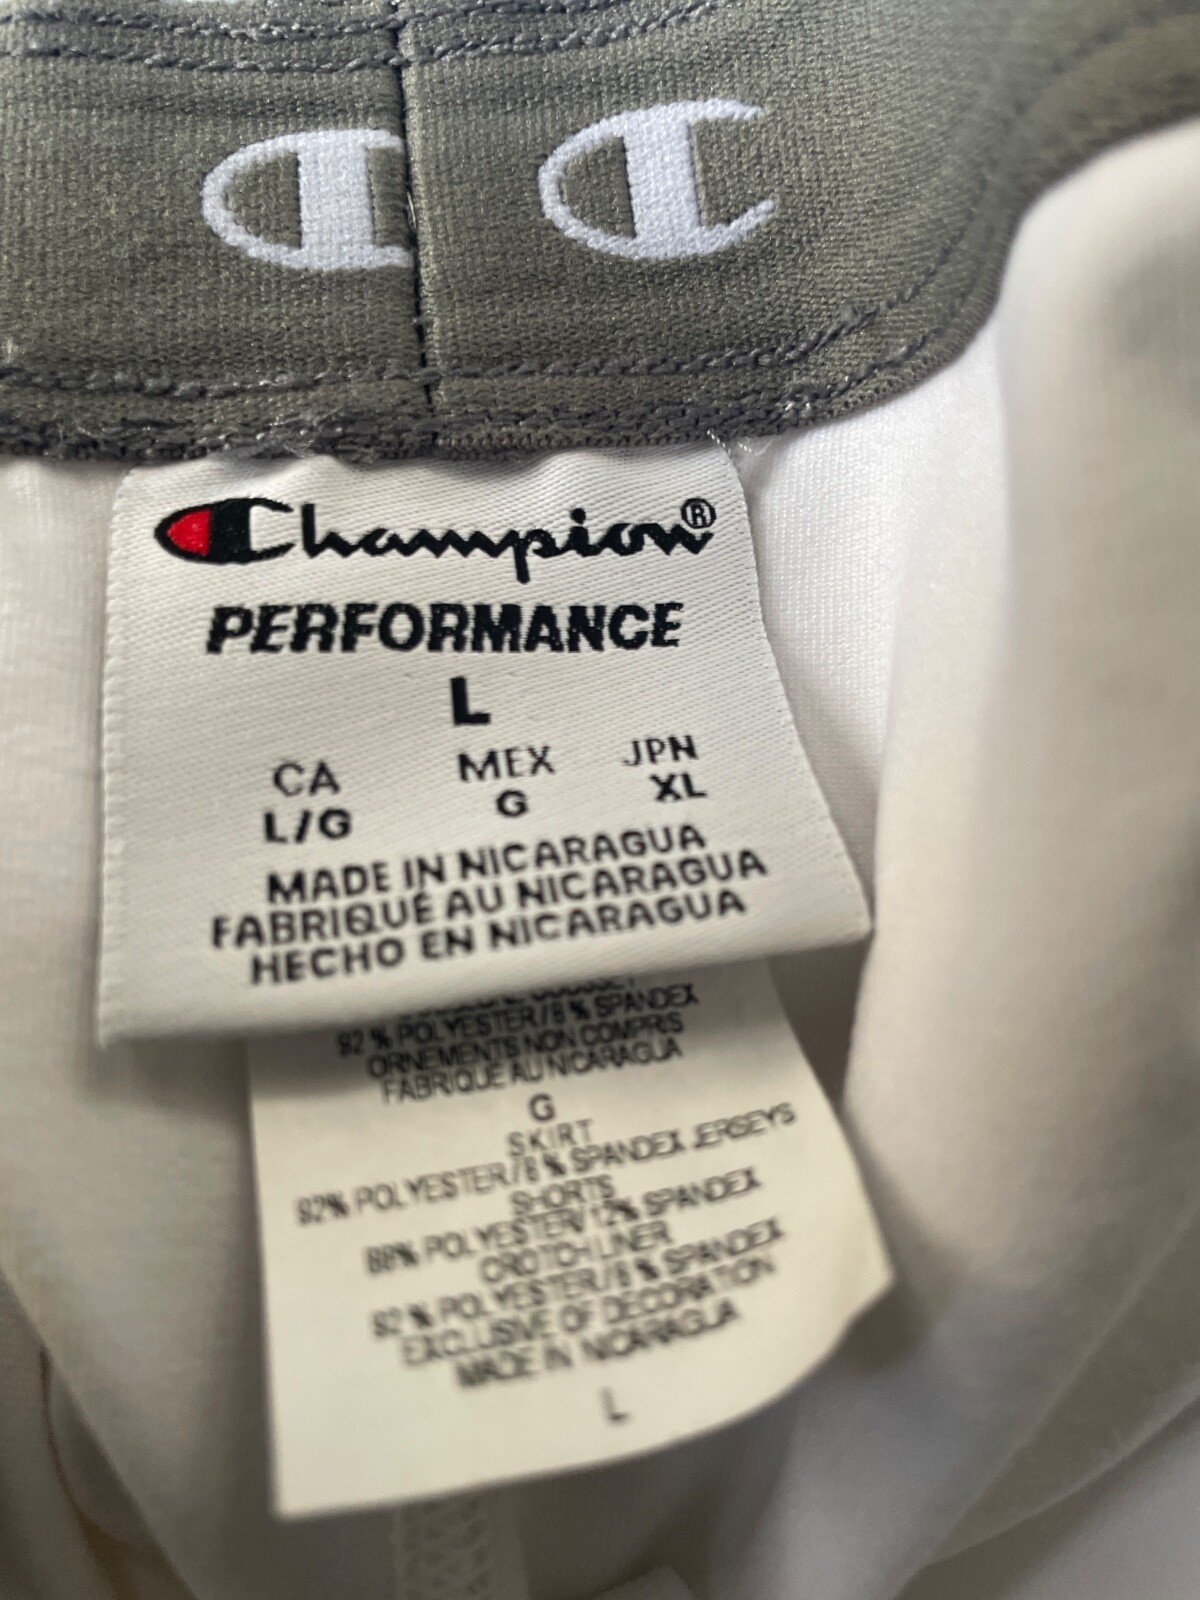 Champion®
PERFORMANCE
L
CA MEX JPN
L/G G XL
MADE IN NICARAGUA
FABRIQUÉ AU NICARAGUA
HECHO EN NICARAGUA
92 % POLYESTER/8 % SPANDEX
ORNEMENTS NON COMPRIS
FABRIQUÉ AU NICARAGUA
G
SKIRT
92% POLYESTER/8 % SPANDEX JERSEYS
SHORTS
88% POLYESTER/12% SPANDEX
CROTCH LINER
92 % POLYESTER/8 % SPANDEX
EXCLUSIVE OF DECORATION
MADE IN NICARAGUA
L